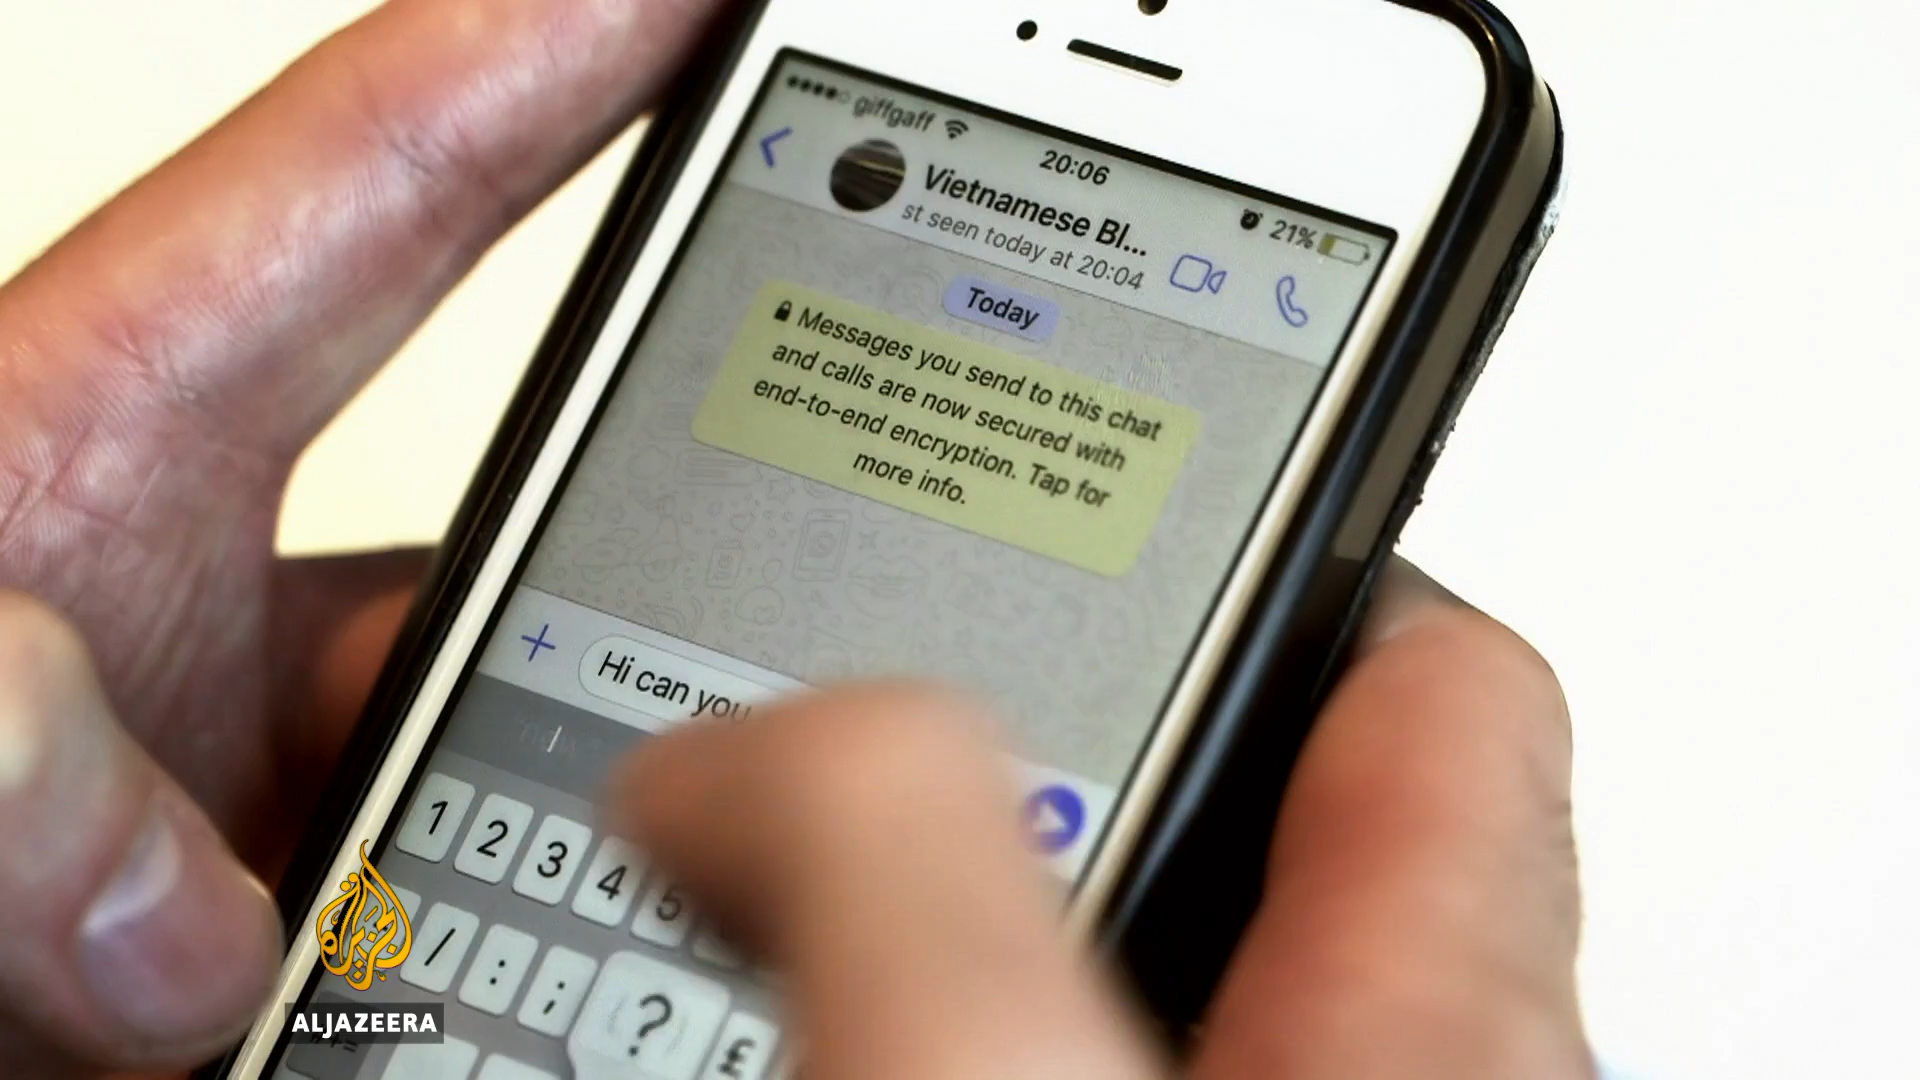 giffgaff
20:06
21%
Vietnamese Bl...
st seen today at 20:04
Today
Messages you send to this chat
and calls are now secured with
end-to-end encryption. Tap for
more info.
Hi can you
1 2 3 4 5
/ : ; ? £
الجزيرة
ALJAZEERA